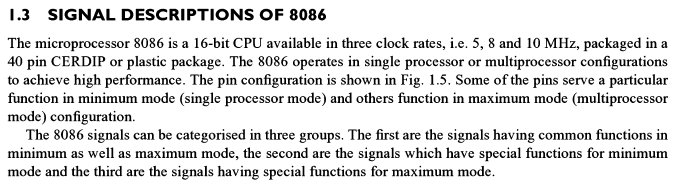 1.3 SIGNAL DESCRIPTIONS OF 8086
The microprocessor 8086 is a 16-bit CPU available in three clock rates, i.e. 5, 8 and 10 MHz, packaged in a
40 pin CERDIP or plastic package. The 8086 operates in single processor or multiprocessor configurations
to achieve high performance. The pin configuration is shown in Fig. 1.5. Some of the pins serve a particular
function in minimum mode (single processor mode) and others function in maximum mode (multiprocessor
mode) configuration.
The 8086 signals can be categorised in three groups. The first are the signals having common functions in
minimum as well as maximum mode, the second are the signals which have special functions for minimum
mode and the third are the signals having special functions for maximum mode.